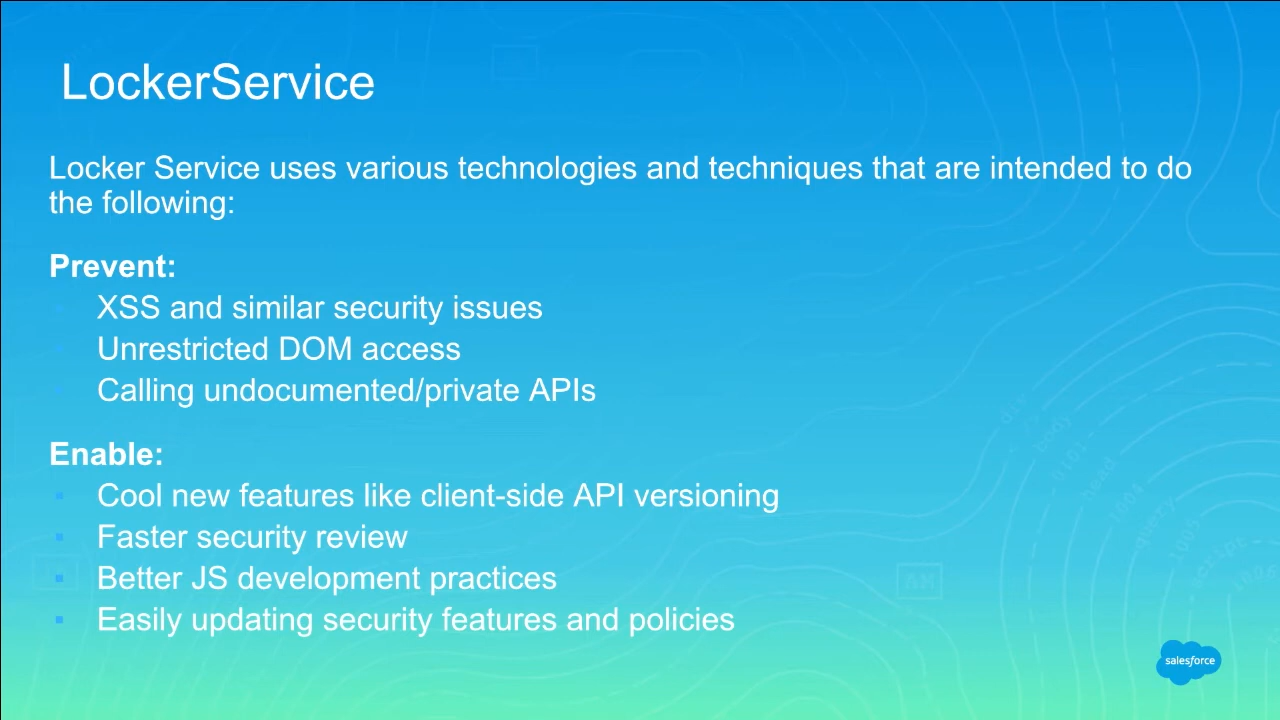 LockerService
Locker Service uses various technologies and techniques that are intended to do
the following:
Prevent:
XSS and similar security issues
Unrestricted DOM access
Calling undocumented/private APIs
Enable:
Cool new features like client-side API versioning
Faster security review
Better JS development practices
Easily updating security features and policies
salesforce